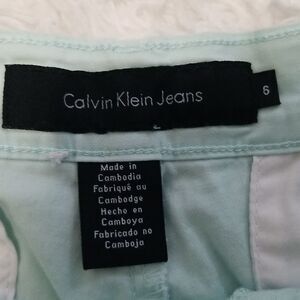 Calvin Klein Jeans
6
Made in
Cambodia
Fabriqué au
Cambodge
Hecho en
Camboya
Fabricado no
Camboja